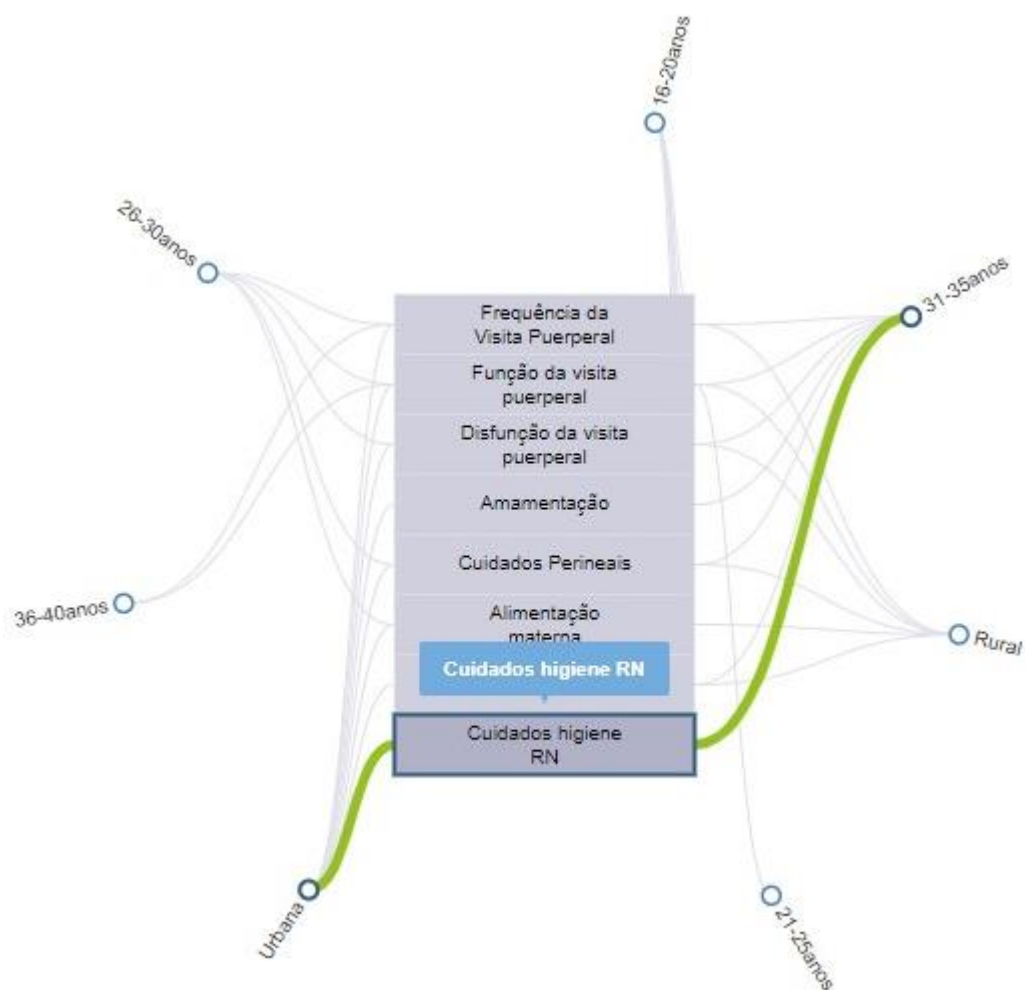 16-20anos
26-30anos
31-35anos
Frequência da
Visita Puerperal
Função da visita
puerperal
Disfunção da visita
puerperal
Amamentação
Cuidados Perineais
36-40anos
Alimentação
materna
Rural
Cuidados higiene RN
Cuidados higiene
RN
Urbana
21-25anos